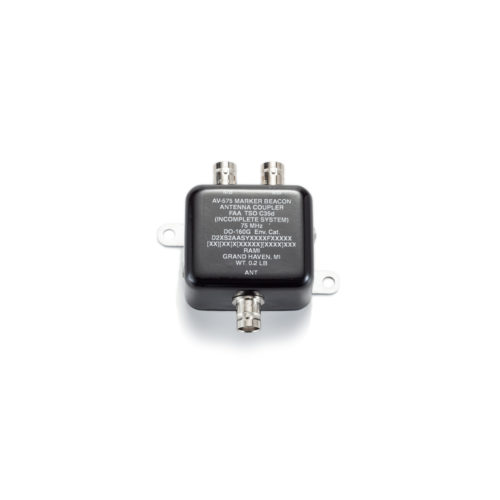 AV-575 MARKER BEACON
ANTENNA COUPLER
FAA TSO C35d
(INCOMPLETE SYSTEM)
75 MHz
DO-160G Env. Cat.
D2XS2AASYXXXXFXXXXX
[XX][XX]X[XXXXX][XXXX]XXX
RAMI
GRAND HAVEN, MI
WT. 0.2 LB
ANT